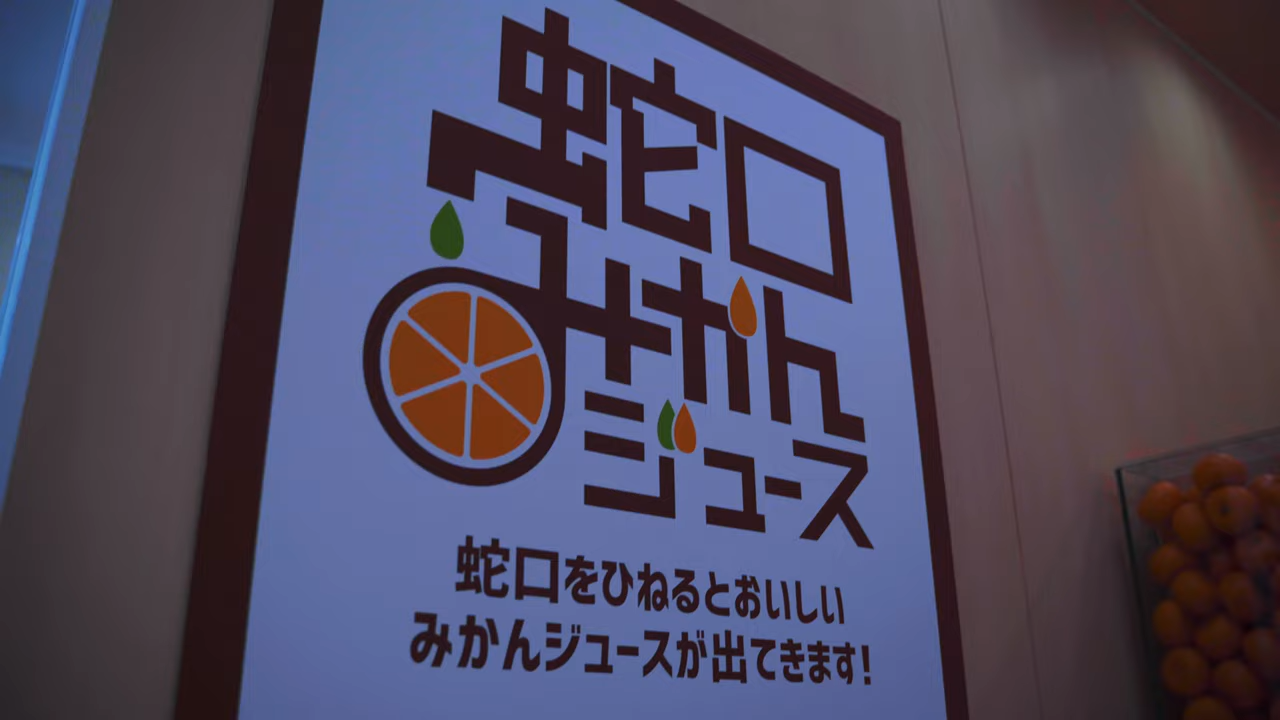 蛇口
みかん
ジュース
蛇口をひねるとおいしい
みかんジュースが出てきます!